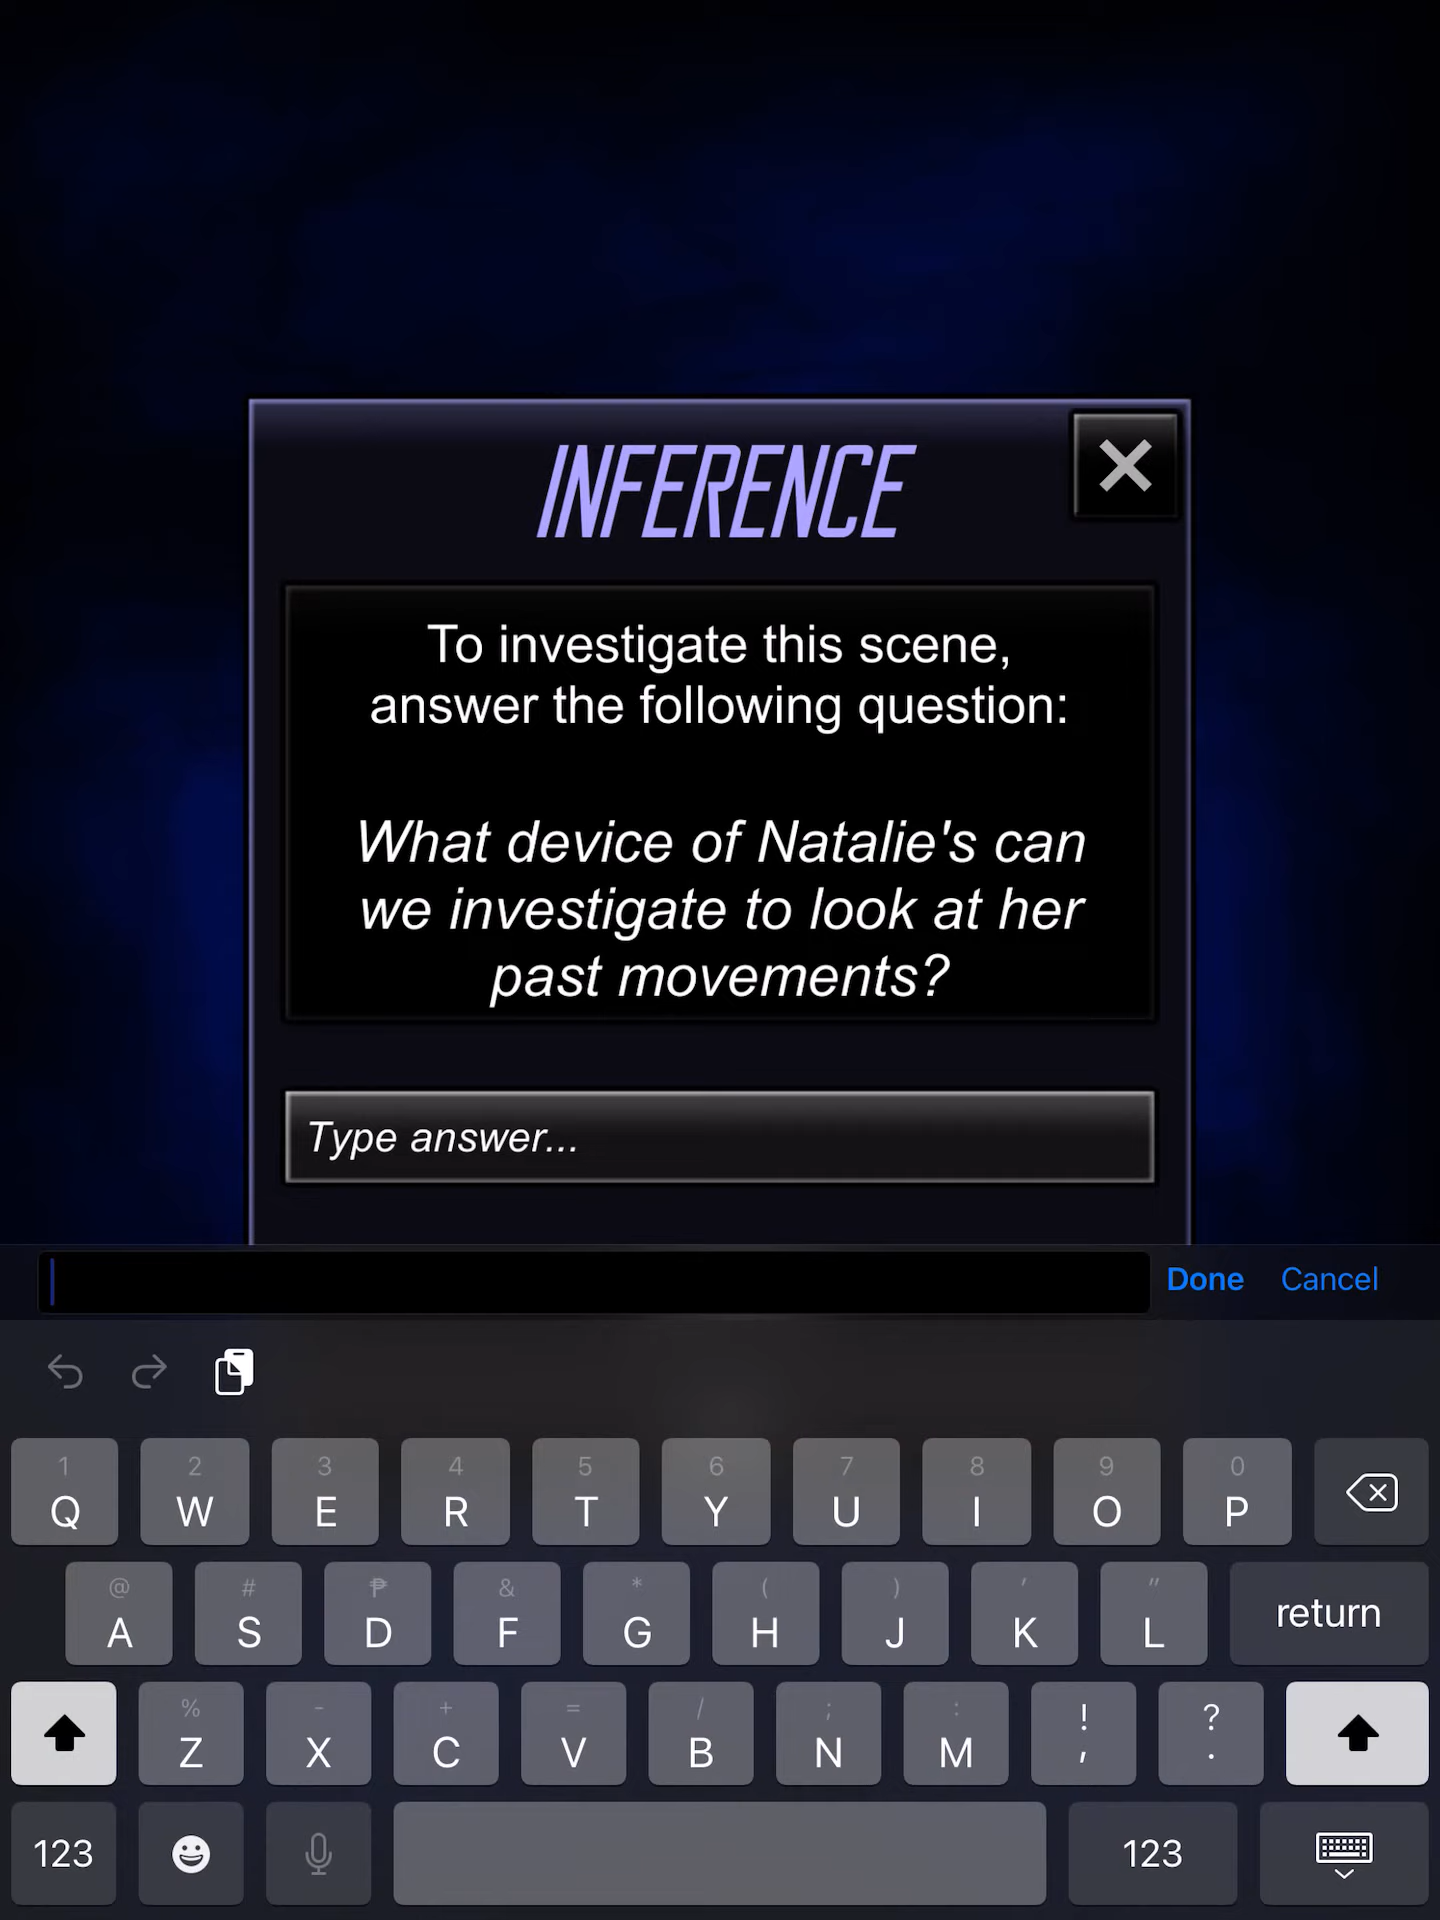 INFERENCE
To investigate this scene,
answer the following question:
What device of Natalie's can
we investigate to look at her
past movements?
Type answer...
Done Cancel
1 2 3 4 5 6 7 8 9 0
Q W E R T Y U I O P
@ # ₱ & * ( ) ' "
A S D F G H J K L return
% - + = / ; : ! ?
Z X C V B N M , .
123 123